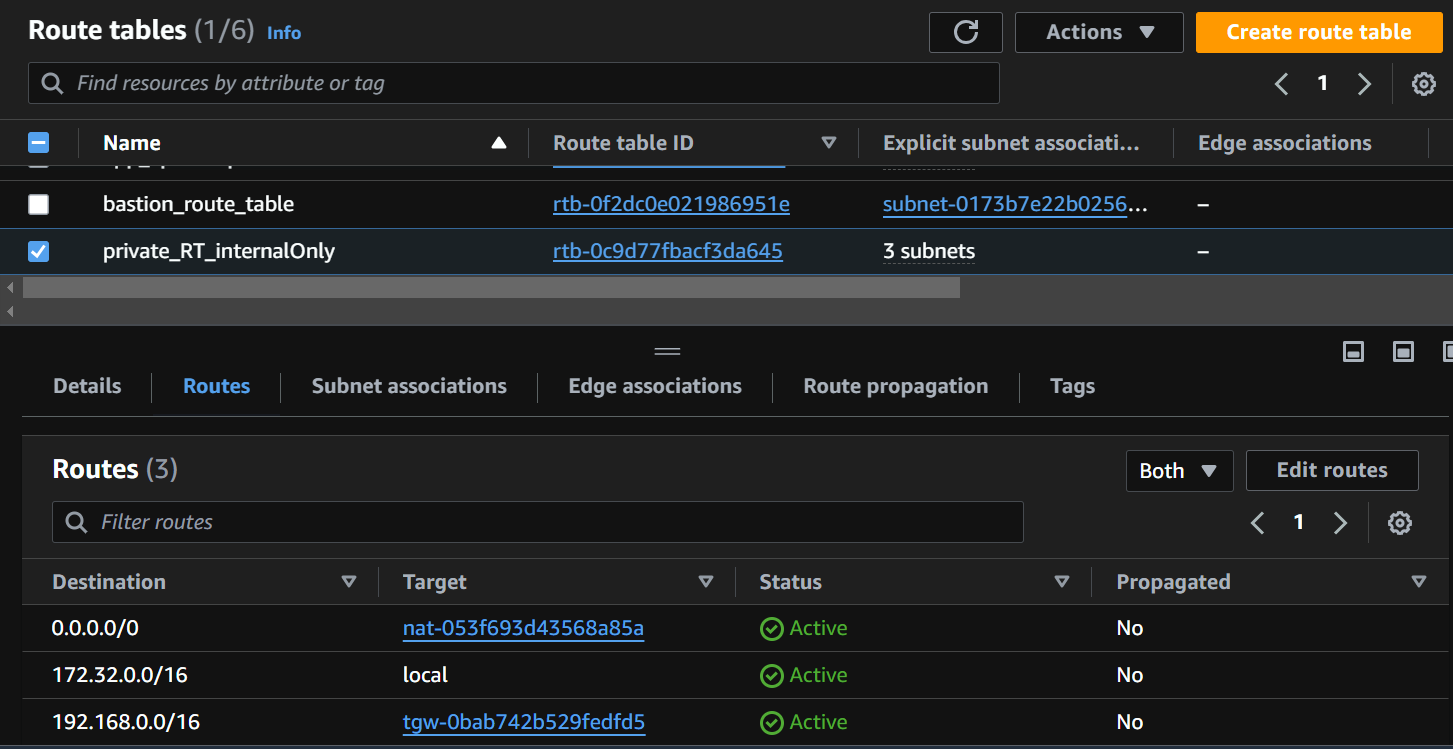 Route tables (1/6) Info
Actions
Create route table
Find resources by attribute or tag
1
Name Route table ID Explicit subnet associati... Edge associations
bastion_route_table rtb-0f2dc0e021986951e subnet-0173b7e22b0256... –
private_RT_internalOnly rtb-0c9d77fbacf3da645 3 subnets –
Details Routes Subnet associations Edge associations Route propagation Tags
Routes (3)
Both
Edit routes
Filter routes
1
Destination Target Status Propagated
0.0.0.0/0 nat-053f693d43568a85a Active No
172.32.0.0/16 local Active No
192.168.0.0/16 tgw-0bab742b529fedfd5 Active No